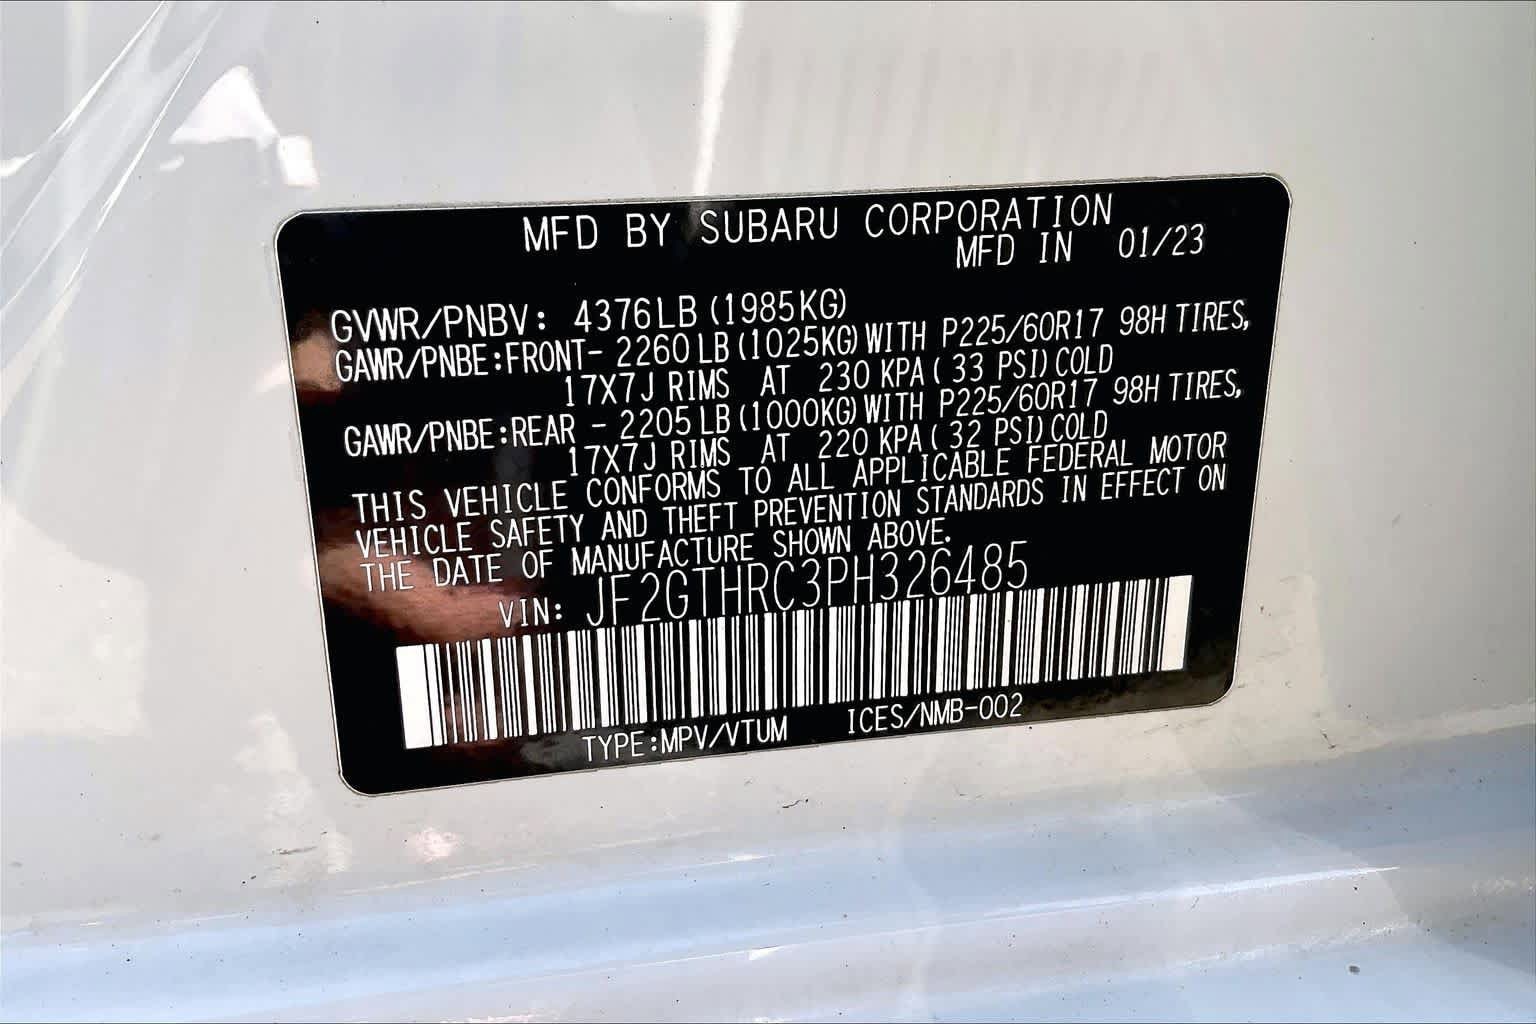 MFD BY SUBARU CORPORATION
MFD IN 01/23
GVWR/PNBV: 4376LB (1985KG)
GAWR/PNBE:FRONT- 2260 LB (1025KG) WITH P225/60R17 98H TIRES,
17X7J RIMS AT 230 KPA ( 33 PSI) COLD
GAWR/PNBE:REAR - 2205 LB (1000KG) WITH P225/60R17 98H TIRES,
17X7J RIMS AT 220 KPA ( 32 PSI) COLD
THIS VEHICLE CONFORMS TO ALL APPLICABLE FEDERAL MOTOR
VEHICLE SAFETY AND THEFT PREVENTION STANDARDS IN EFFECT ON
THE DATE OF MANUFACTURE SHOWN ABOVE.
VIN: JF2GTHRC3PH326485
TYPE:MPV/VTUM ICES/NMB-002